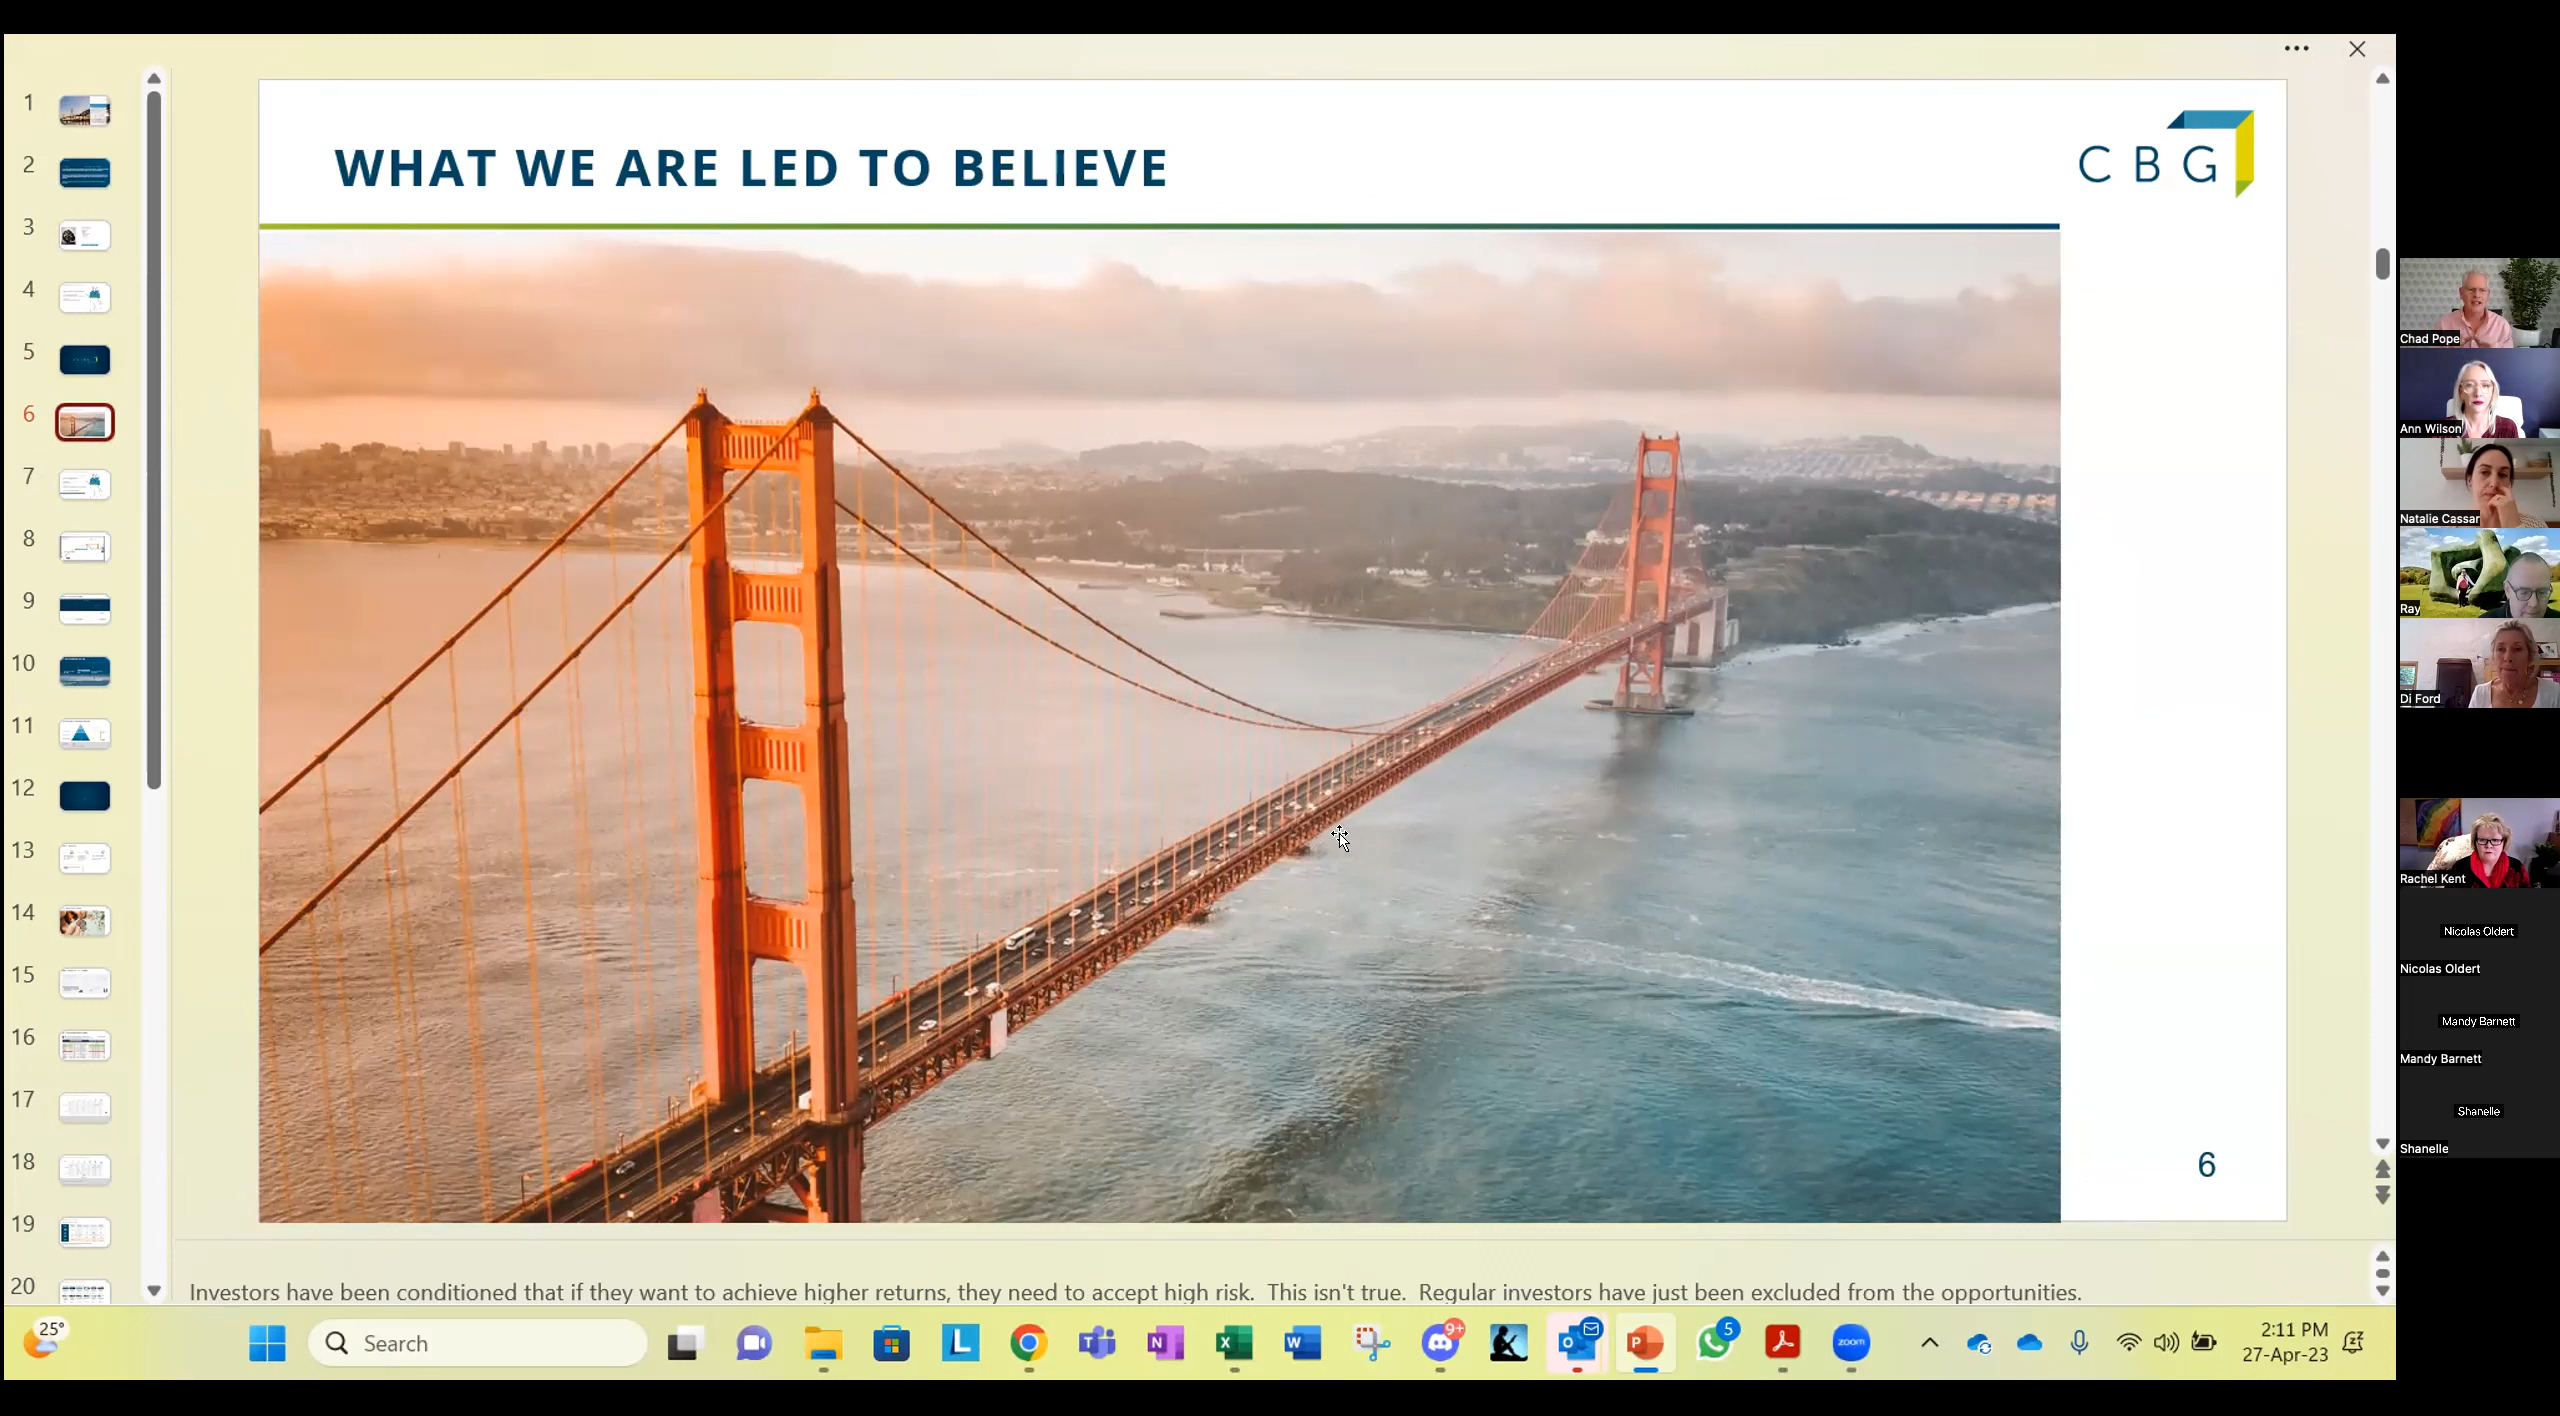 WHAT WE ARE LED TO BELIEVE
C B G
1
2
3
4
5
6
7
8
9
10
11
12
13
14
15
16
17
18
19
20
6
Investors have been conditioned that if they want to achieve higher returns, they need to accept high risk.  This isn't true.  Regular investors have just been excluded from the opportunities.
Chad Pope
Ann Wilson
Natalie Cassar
Ray
Di Ford
Rachel Kent
Nicolas Oldert
Nicolas Oldert
Mandy Barnett
Mandy Barnett
Shanelle
Shanelle
25°
Search
L
T
N
X
W
9+
O
P
5
zoom
2:11 PM
27-Apr-23